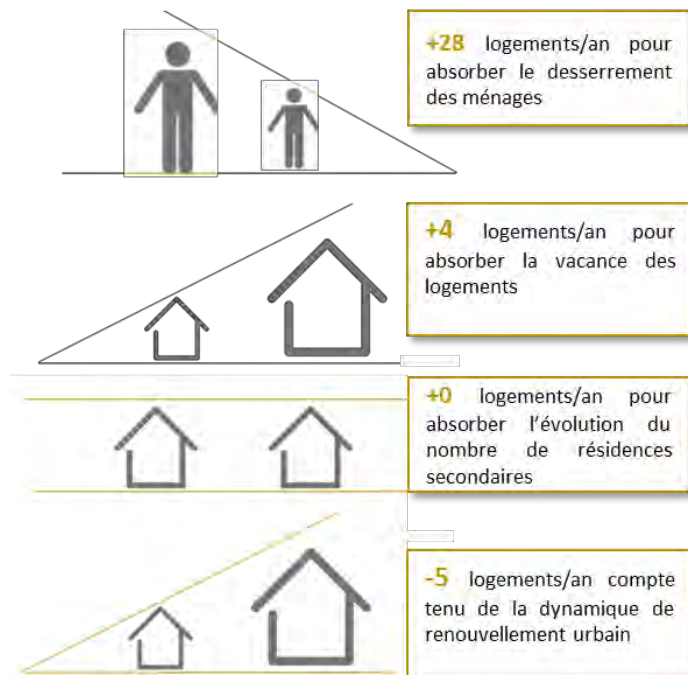 +28 logements/an pour
absorber le desserrement
des ménages
+4 logements/an pour
absorber la vacance des
logements
+0 logements/an pour
absorber l'évolution du
nombre de résidences
secondaires
-5 logements/an compte
tenu de la dynamique de
renouvellement urbain